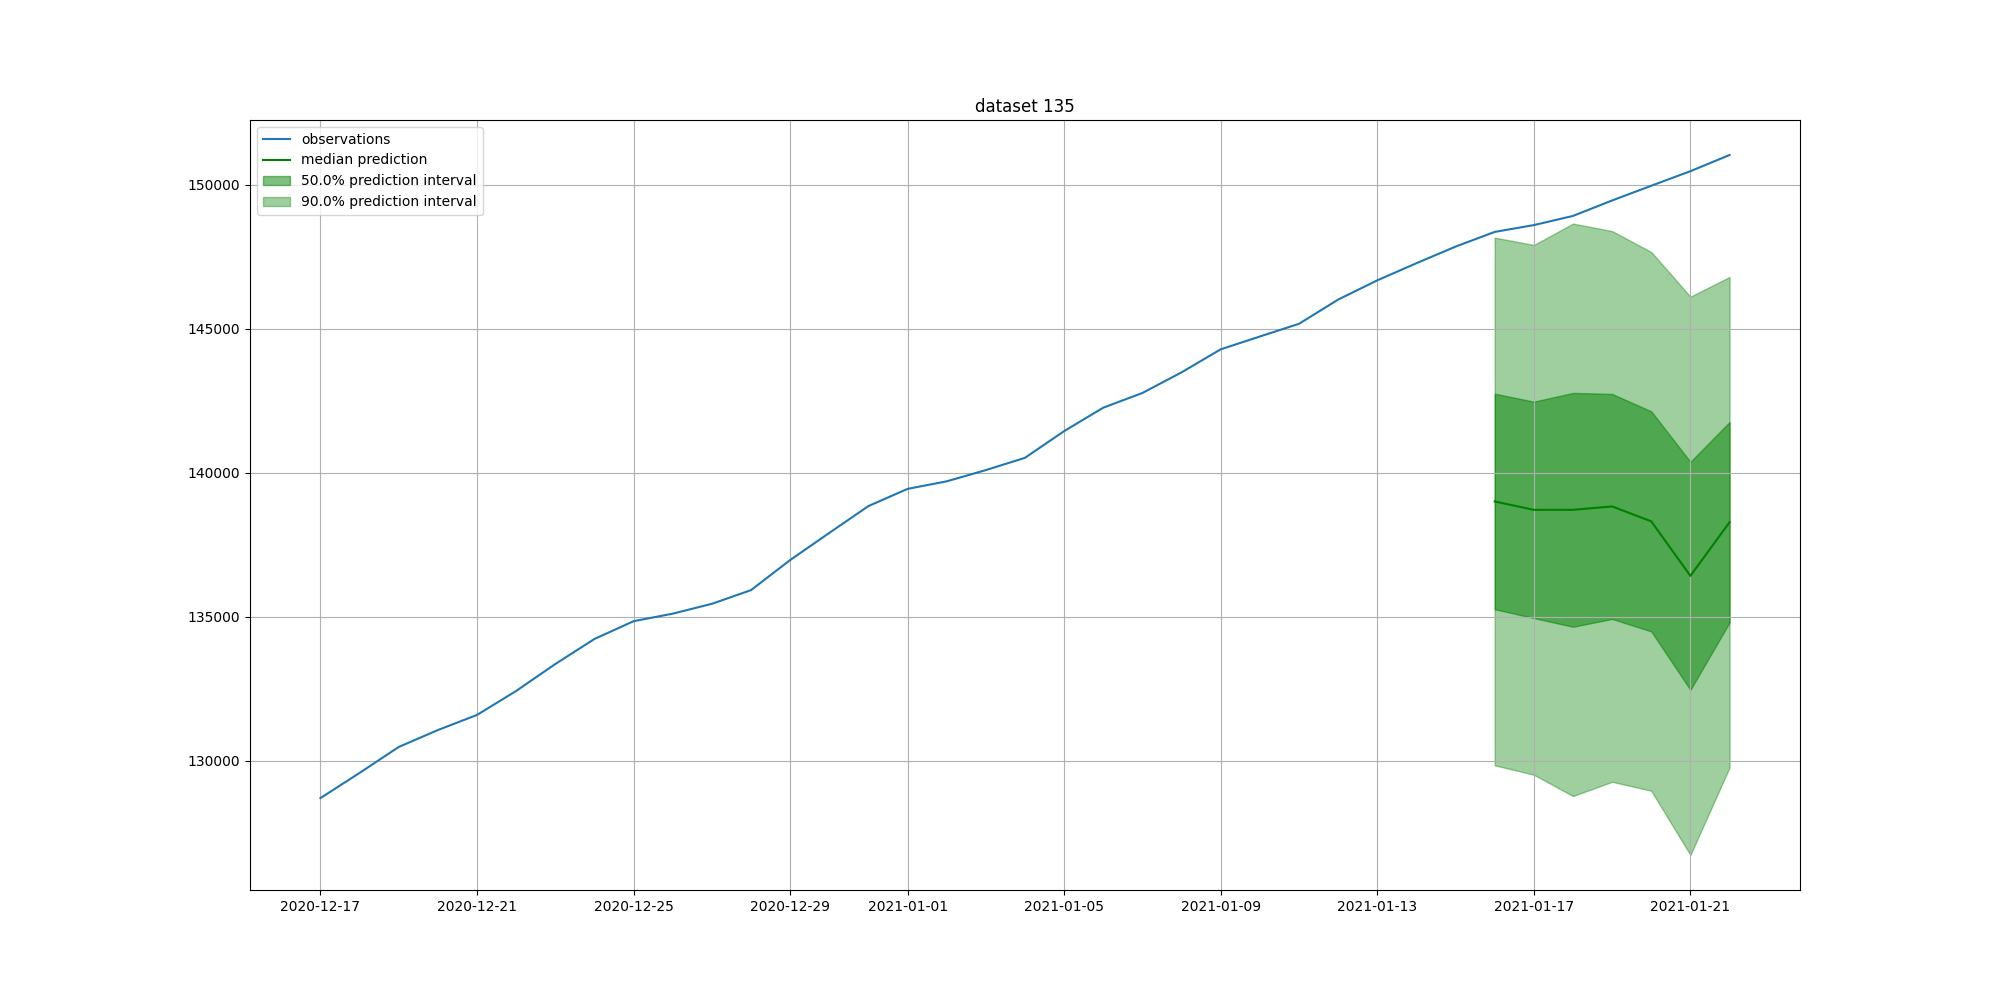 dataset 135
observations
median prediction
50.0% prediction interval
90.0% prediction interval
150000
145000
140000
135000
130000
2020-12-17 2020-12-21 2020-12-25 2020-12-29 2021-01-01 2021-01-05 2021-01-09 2021-01-13 2021-01-17 2021-01-21